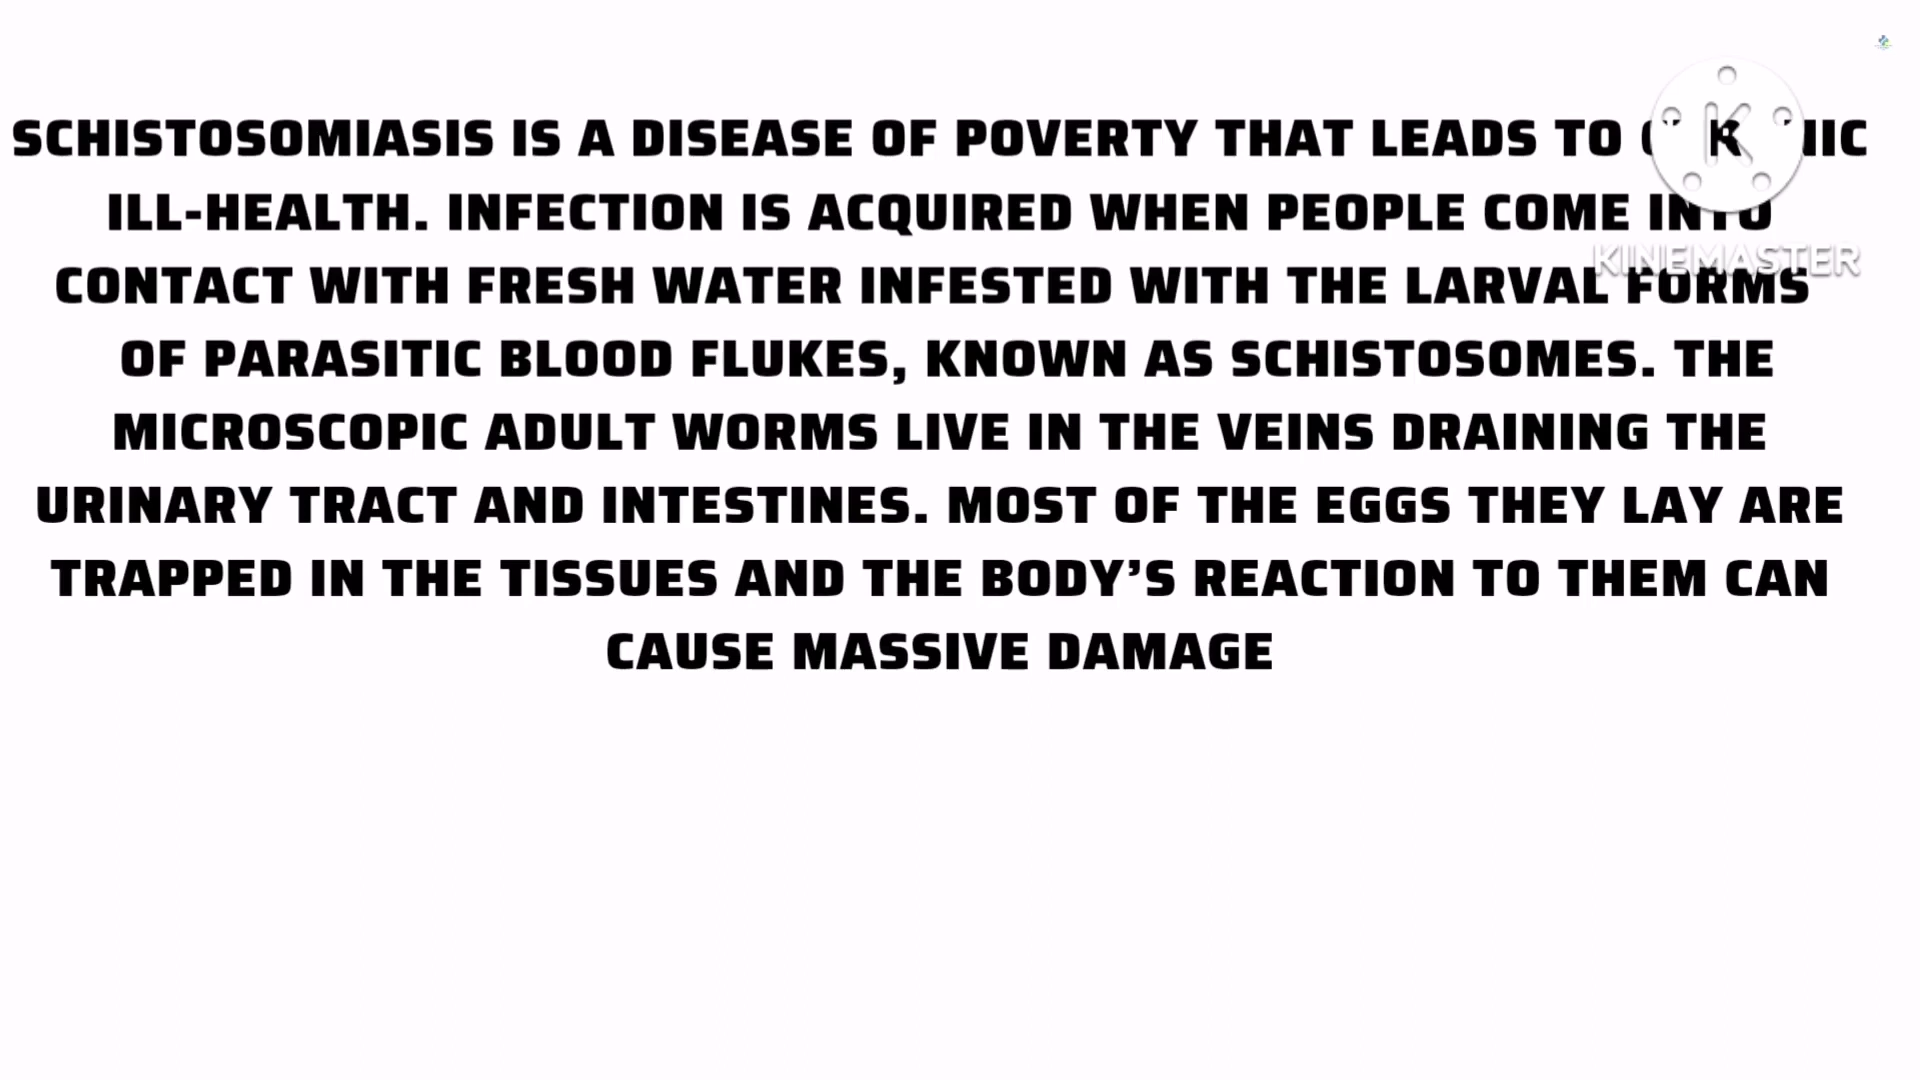 SCHISTOSOMIASIS IS A DISEASE OF POVERTY THAT LEADS TO
ILL-HEALTH. INFECTION IS ACQUIRED WHEN PEOPLE COME INTO
CONTACT WITH FRESH WATER INFESTED WITH THE LARVAL FORMS
OF PARASITIC BLOOD FLUKES, KNOWN AS SCHISTOSOMES. THE
MICROSCOPIC ADULT WORMS LIVE IN THE VEINS DRAINING THE
URINARY TRACT AND INTESTINES. MOST OF THE EGGS THEY LAY ARE
TRAPPED IN THE TISSUES AND THE BODY’S REACTION TO THEM CAN
CAUSE MASSIVE DAMAGE
K
KINEMASTER